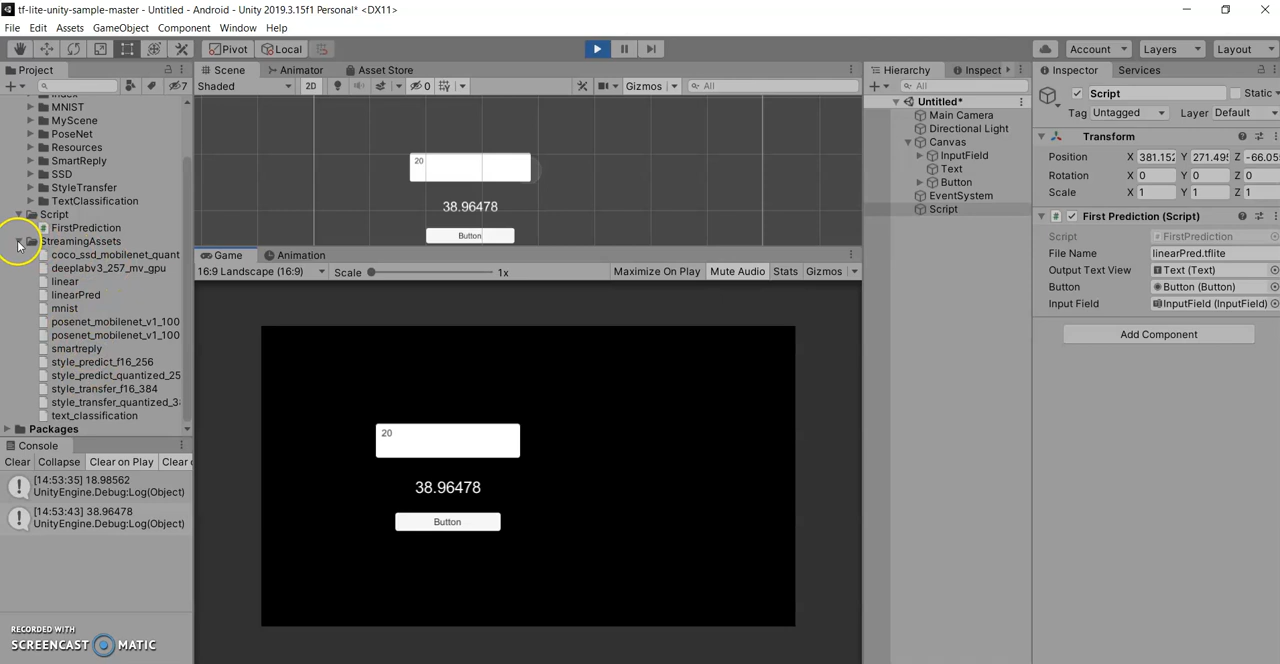 tf-lite-unity-sample-master - Untitled - Android - Unity 2019.3.15f1 Personal* <DX11>
File Edit Assets GameObject Component Window Help
Pivot Local Account Layers Layout
Project
7
MNIST
MyScene
PoseNet
Resources
SmartReply
SSD
StyleTransfer
TextClassification
Script
FirstPrediction
StreamingAssets
coco_ssd_mobilenet_quant
deeplabv3_257_mv_gpu
linear
linearPred
mnist
posenet_mobilenet_v1_100
posenet_mobilenet_v1_100
smartreply
style_predict_f16_256
style_predict_quantized_25
style_transfer_f16_384
style_transfer_quantized_38
text_classification
Packages
Console
Clear Collapse Clear on Play Clear o
[14:53:35] 18.98562
UnityEngine.Debug:Log(Object)
[14:53:43] 38.96478
UnityEngine.Debug:Log(Object)
RECORDED WITH
SCREENCAST MATIC
Scene Animator Asset Store
Shaded 2D 0 Gizmos All
20
38.96478
Button
Game Animation
16:9 Landscape (16:9) Scale 1x Maximize On Play Mute Audio Stats Gizmos
20
38.96478
Button
Hierarchy Inspect
All
Untitled*
Main Camera
Directional Light
Canvas
InputField
Text
Button
EventSystem
Script
Inspector Services
Script Static
Tag Untagged Layer Default
Transform
Position X 381.152 Y 271.495 Z -66.05
Rotation X 0 Y 0 Z 0
Scale X 1 Y 1 Z 1
First Prediction (Script)
Script FirstPrediction
File Name linearPred.tflite
Output Text View Text (Text)
Button Button (Button)
Input Field InputField (InputField)
Add Component